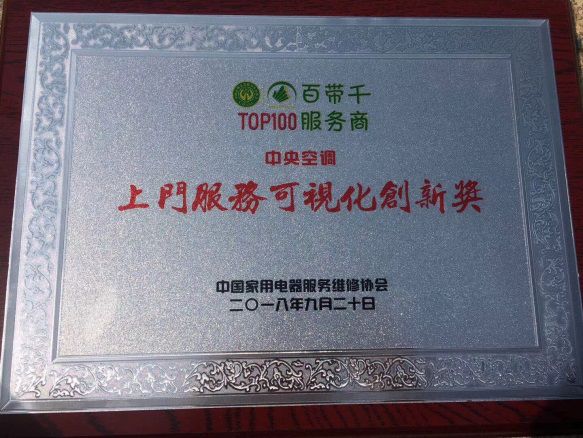 百带千
TOP100服务商
中央空调
上門服務可視化創新獎
中国家用电器服务维修协会
二〇一八年九月二十日